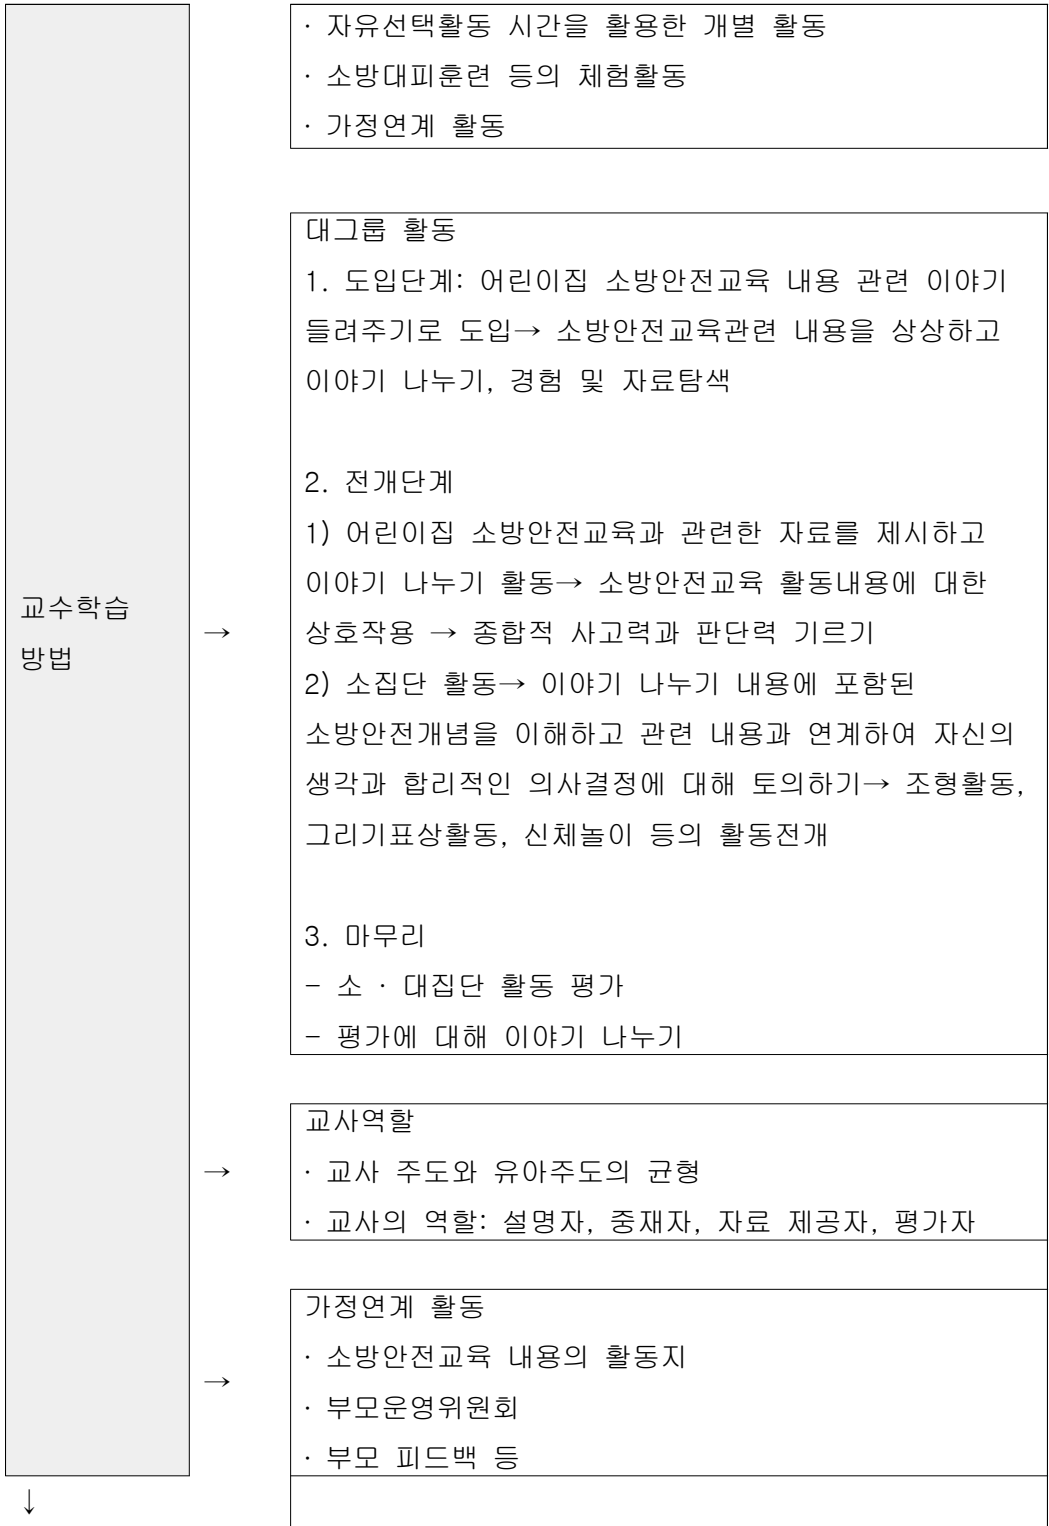 · 자유선택활동 시간을 활용한 개별 활동
· 소방대피훈련 등의 체험활동
· 가정연계 활동
대그룹 활동
1. 도입단계: 어린이집 소방안전교육 내용 관련 이야기
들려주기로 도입→ 소방안전교육관련 내용을 상상하고
이야기 나누기, 경험 및 자료탐색
2. 전개단계
1) 어린이집 소방안전교육과 관련한 자료를 제시하고
이야기 나누기 활동→ 소방안전교육 활동내용에 대한
상호작용 → 종합적 사고력과 판단력 기르기
2) 소집단 활동→ 이야기 나누기 내용에 포함된
소방안전개념을 이해하고 관련 내용과 연계하여 자신의
생각과 합리적인 의사결정에 대해 토의하기→ 조형활동,
그리기표상활동, 신체놀이 등의 활동전개
3. 마무리
- 소 · 대집단 활동 평가
- 평가에 대해 이야기 나누기
교수학습
방법
→
교사역할
→
· 교사 주도와 유아주도의 균형
· 교사의 역할: 설명자, 중재자, 자료 제공자, 평가자
가정연계 활동
· 소방안전교육 내용의 활동지
→
· 부모운영위원회
· 부모 피드백 등
↓